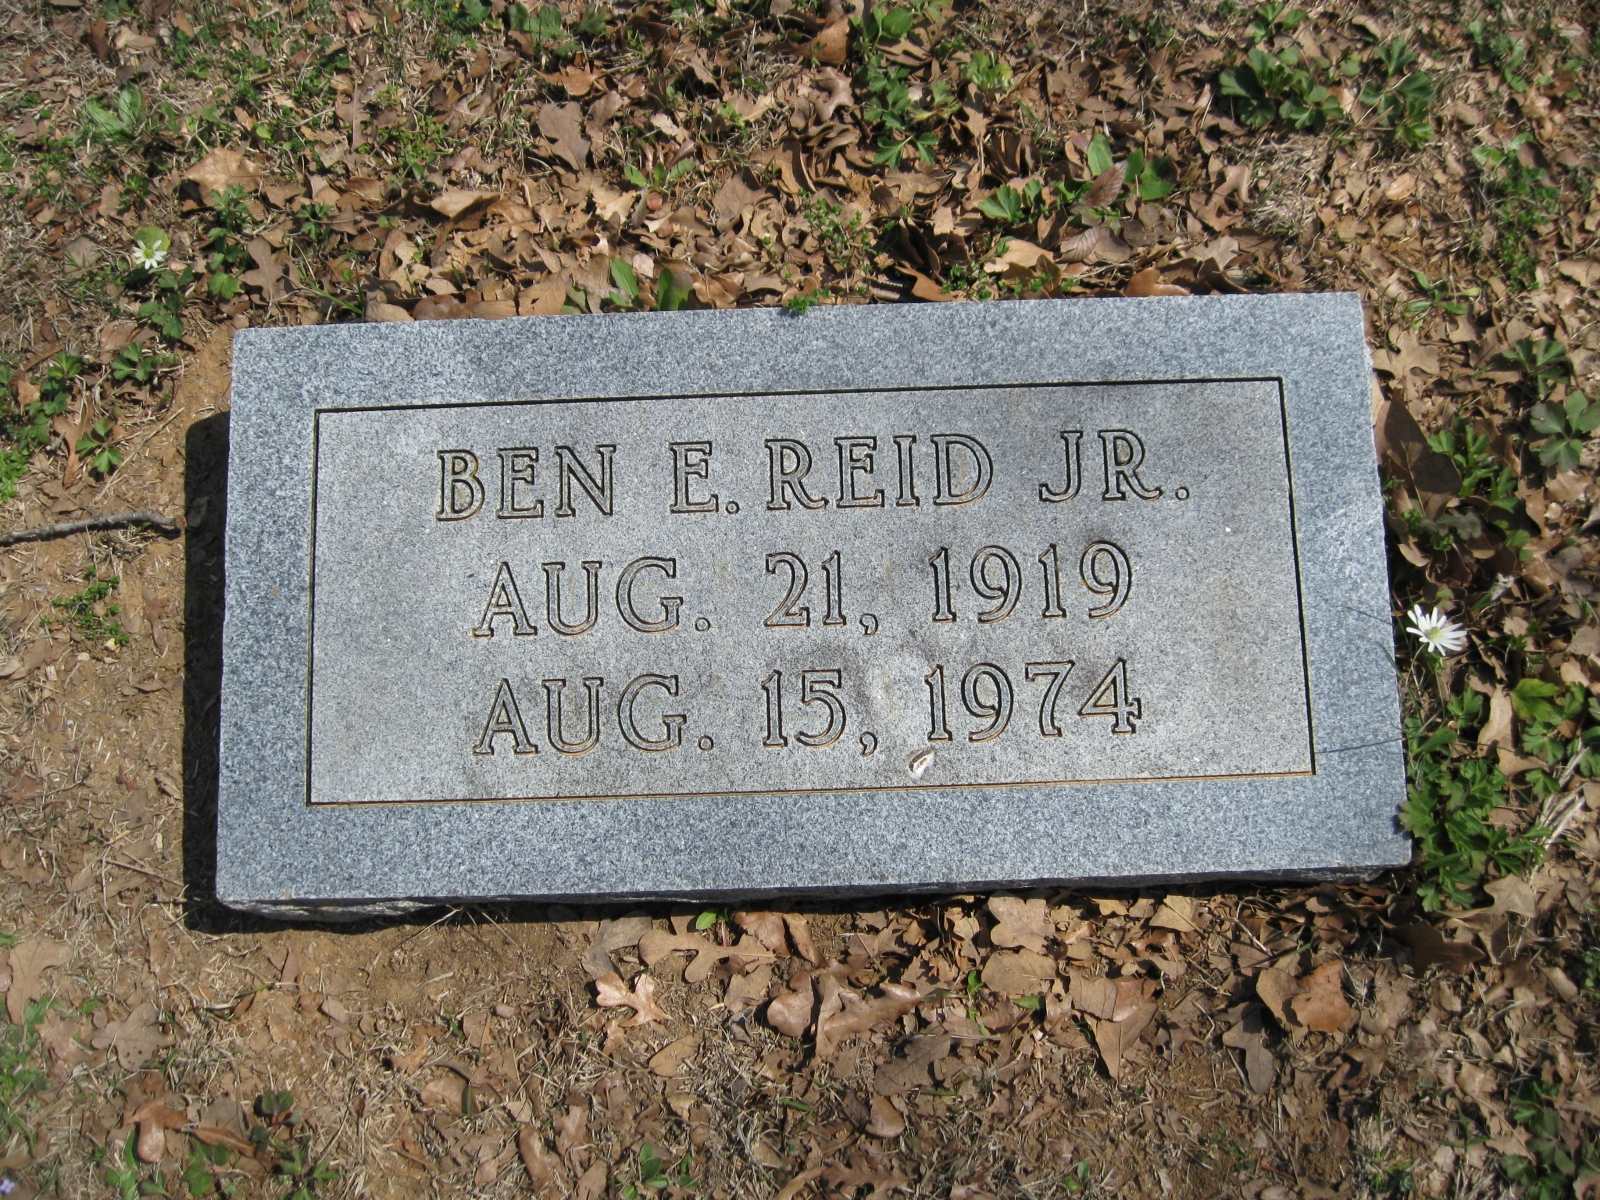 BEN E. REID JR.
AUG. 21, 1919
AUG. 15, 1974